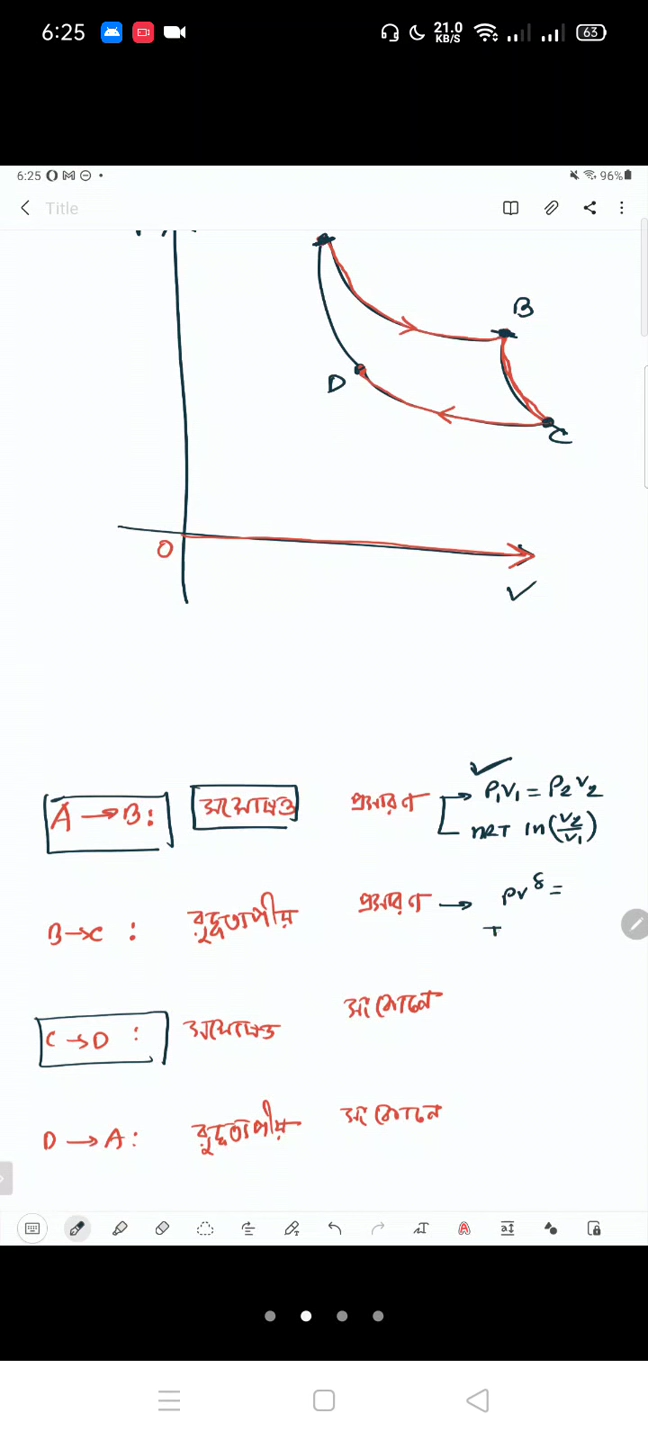 6:25
21.0
KB/S
63
6:25
96%
Title
B
D
C
O
V
A → B: সমোষ্ণ প্রসারণ → P₁V₁ = P₂V₂
nRT ln(V₂/V₁)
B→C : রুদ্ধতাপীয় প্রসারণ → PV^γ =
T
C → D : সমোষ্ণ সংকোচন
D → A: রুদ্ধতাপীয় সংকোচন